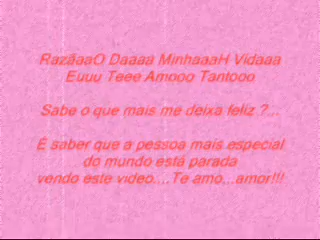 RazãaaO Daaaa MinhaaaH Vidaaa
Euuu Teee Amooo Tantooo
Sabe o que mais me deixa feliz ?...
É saber que a pessoa mais especial
do mundo está parada
vendo este video....Te amo...amor!!!